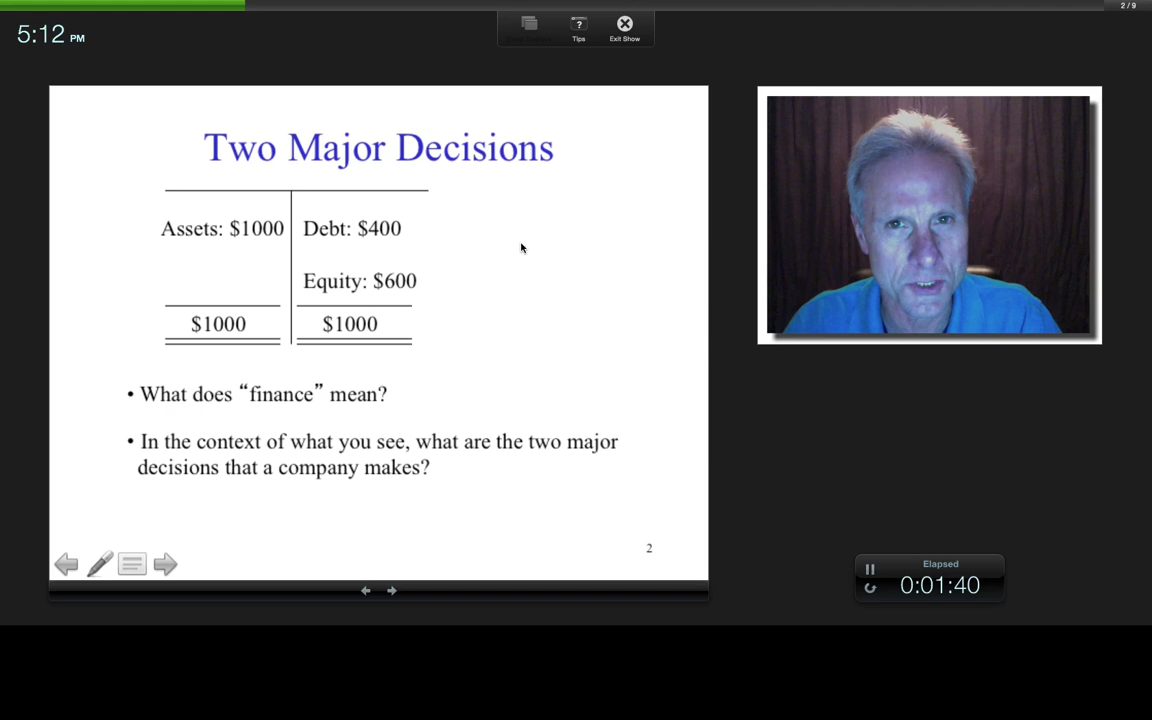 2 / 9
5:12 PM
Tips
Exit Show
Two Major Decisions
Assets: $1000
Debt: $400
Equity: $600
$1000
$1000
• What does “finance” mean?
• In the context of what you see, what are the two major
decisions that a company makes?
2
Elapsed
0:01:40